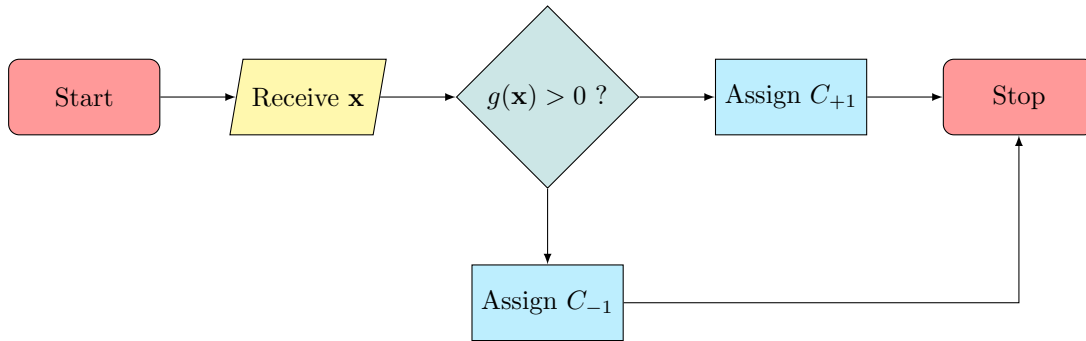 Start
Receive x
g(x) > 0 ?
Assign C₊₁
Stop
Assign C₋₁